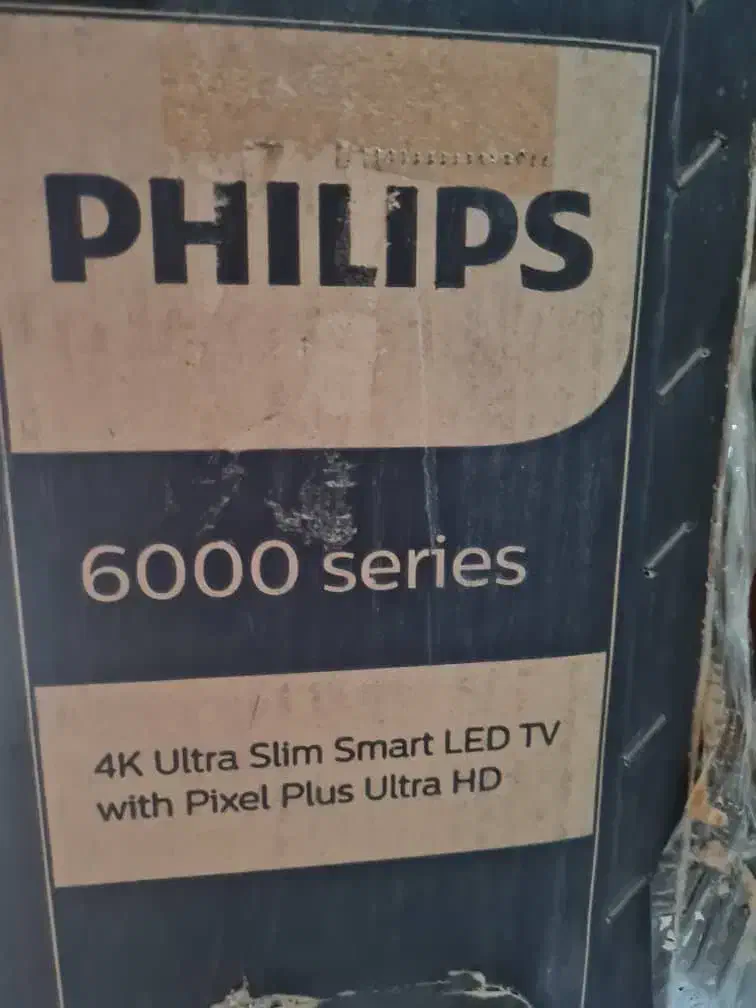 PHILIPS
6000 series
4K Ultra Slim Smart LED TV
with Pixel Plus Ultra HD